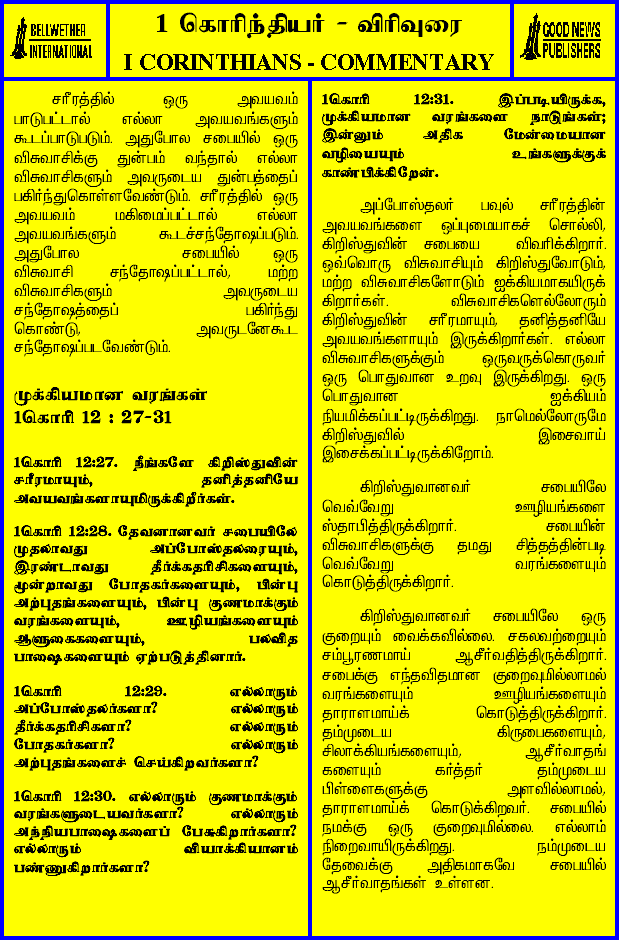 BELLWETHER
INTERNATIONAL
1 கொரிந்தியர் - விரிவுரை
I CORINTHIANS - COMMENTARY
GOOD NEWS
PUBLISHERS
சரீரத்தில் ஒரு அவயவம்
பாடுபட்டால் எல்லா அவயவங்களும்
கூடப்பாடுபடும். அதுபோல சபையில் ஒரு
விசுவாசிக்கு துன்பம் வந்தால் எல்லா
விசுவாசிகளும் அவருடைய துன்பத்தைப்
பகிர்ந்துகொள்ளவேண்டும். சரீரத்தில் ஒரு
அவயவம் மகிமைப்பட்டால் எல்லா
அவயவங்களும் கூடச்சந்தோஷப்படும்.
அதுபோல சபையில் ஒரு
விசுவாசி சந்தோஷப்பட்டால், மற்ற
விசுவாசிகளும் அவருடைய
சந்தோஷத்தைப் பகிர்ந்து
கொண்டு, அவருடனேகூட
சந்தோஷப்படவேண்டும்.
முக்கியமான வரங்கள்
1கொரி 12 : 27-31
1கொரி 12:27. நீங்களே கிறிஸ்துவின்
சரீரமாயும், தனித்தனியே
அவயவங்களாயுமிருக்கிறீர்கள்.
1கொரி 12:28. தேவனானவர் சபையிலே
முதலாவது அப்போஸ்தலரையும்,
இரண்டாவது தீர்க்கதரிசிகளையும்,
மூன்றாவது போதகர்களையும், பின்பு
அற்புதங்களையும், பின்பு குணமாக்கும்
வரங்களையும், ஊழியங்களையும்
ஆளுகைகளையும், பலவித
பாஷைகளையும் ஏற்படுத்தினார்.
1கொரி 12:29. எல்லாரும்
அப்போஸ்தலர்களா? எல்லாரும்
தீர்க்கதரிசிகளா? எல்லாரும்
போதகர்களா? எல்லாரும்
அற்புதங்களைச் செய்கிறவர்களா?
1கொரி 12:30. எல்லாரும் குணமாக்கும்
வரங்களுடையவர்களா? எல்லாரும்
அந்நியபாஷைகளைப் பேசுகிறார்களா?
எல்லாரும் வியாக்கியானம்
பண்ணுகிறார்களா?
1கொரி 12:31. இப்படியிருக்க,
முக்கியமான வரங்களை நாடுங்கள்;
இன்னும் அதிக மேன்மையான
வழியையும் உங்களுக்குக்
காண்பிக்கிறேன்.
அப்போஸ்தலர் பவுல் சரீரத்தின்
அவயவங்களை ஒப்புமையாகச் சொல்லி,
கிறிஸ்துவின் சபையை விவரிக்கிறார்.
ஒவ்வொரு விசுவாசியும் கிறிஸ்துவோடும்,
மற்ற விசுவாசிகளோடும் ஐக்கியமாகயிருக்
கிறார்கள். விசுவாசிகளெல்லோரும்
கிறிஸ்துவின் சரீரமாயும், தனித்தனியே
அவயவங்களாயும் இருக்கிறார்கள். எல்லா
விசுவாசிகளுக்கும் ஒருவருக்கொருவர்
ஒரு பொதுவான உறவு இருக்கிறது. ஒரு
பொதுவான ஐக்கியம்
நியமிக்கப்பட்டிருக்கிறது. நாமெல்லோருமே
கிறிஸ்துவில் இசைவாய்
இசைக்கப்பட்டிருக்கிறோம்.
கிறிஸ்துவானவர் சபையிலே
வெவ்வேறு ஊழியங்களை
ஸ்தாபித்திருக்கிறார். சபையின்
விசுவாசிகளுக்கு தமது சித்தத்தின்படி
வெவ்வேறு வரங்களையும்
கொடுத்திருக்கிறார்.
கிறிஸ்துவானவர் சபையிலே ஒரு
குறையும் வைக்கவில்லை. சகலவற்றையும்
சம்பூரணமாய் ஆசீர்வதித்திருக்கிறார்.
சபைக்கு எந்தவிதமான குறைவுமில்லாமல்
வரங்களையும் ஊழியங்களையும்
தாராளமாய்க் கொடுத்திருக்கிறார்.
தம்முடைய கிருபைகளையும்,
சிலாக்கியங்களையும், ஆசீர்வாதங்
களையும் கர்த்தர் தம்முடைய
பிள்ளைகளுக்கு அளவில்லாமல்,
தாராளமாய்க் கொடுக்கிறவர். சபையில்
நமக்கு ஒரு குறைவுமில்லை. எல்லாம்
நிறைவாயிருக்கிறது. நம்முடைய
தேவைக்கு அதிகமாகவே சபையில்
ஆசீர்வாதங்கள் உள்ளன.